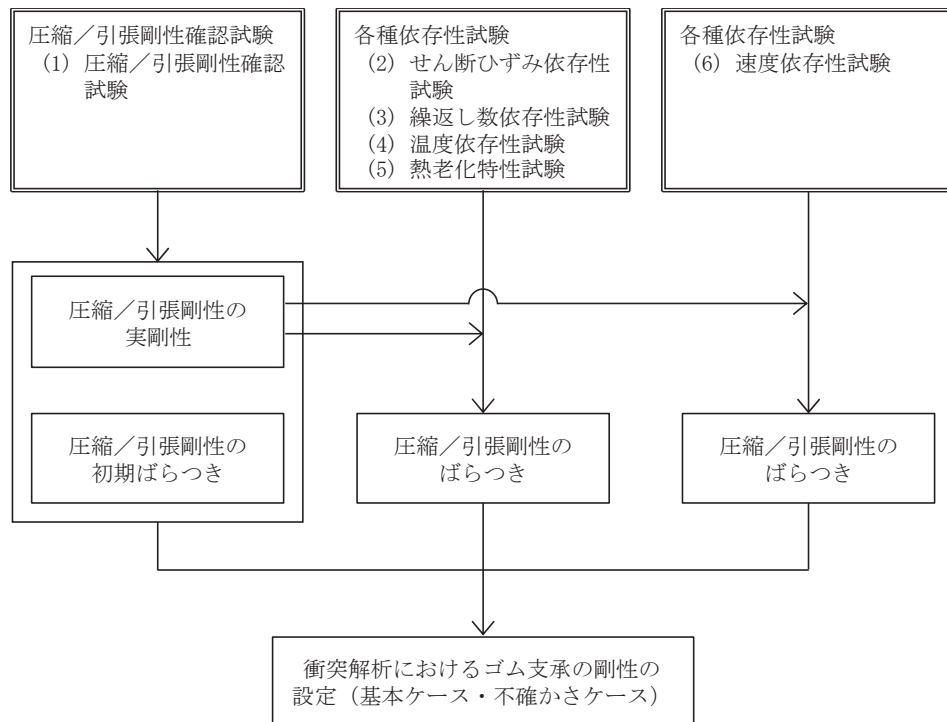 圧縮／引張剛性確認試験
(1) 圧縮／引張剛性確認
試験
各種依存性試験
(2) せん断ひずみ依存性
試験
(3) 繰返し数依存性試験
(4) 温度依存性試験
(5) 熱老化特性試験
各種依存性試験
(6) 速度依存性試験
圧縮／引張剛性の
実剛性
圧縮／引張剛性の
初期ばらつき
圧縮／引張剛性の
ばらつき
圧縮／引張剛性の
ばらつき
衝突解析におけるゴム支承の剛性の
設定（基本ケース・不確かさケース）